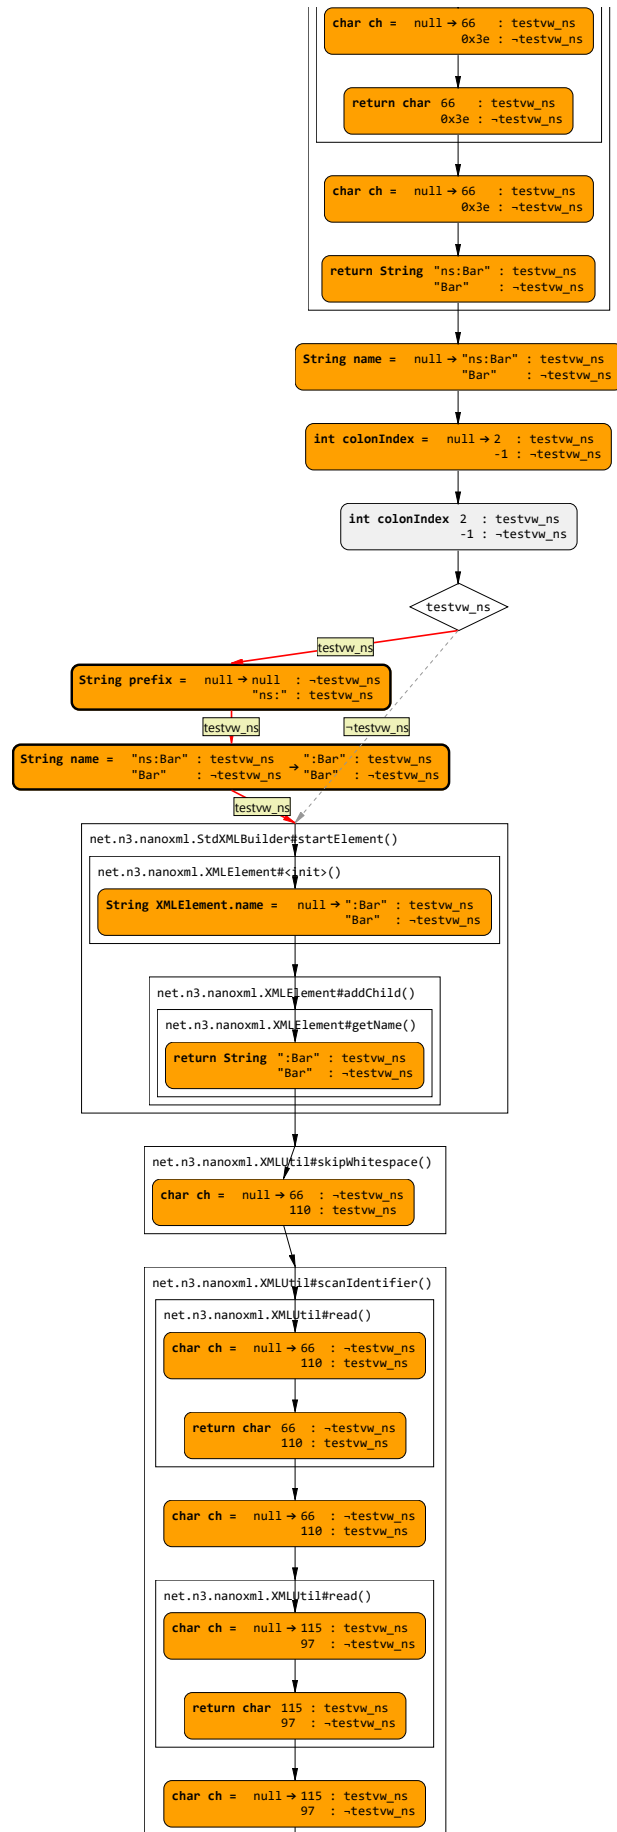 char ch = null → 66 : testvw_ns
0x3e : ¬testvw_ns
return char 66 : testvw_ns
0x3e : ¬testvw_ns
char ch = null → 66 : testvw_ns
0x3e : ¬testvw_ns
return String "ns:Bar" : testvw_ns
"Bar" : ¬testvw_ns
String name = null → "ns:Bar" : testvw_ns
"Bar" : ¬testvw_ns
int colonIndex = null → 2 : testvw_ns
-1 : ¬testvw_ns
int colonIndex 2 : testvw_ns
-1 : ¬testvw_ns
testvw_ns
testvw_ns
String prefix = null → null : ¬testvw_ns
"ns:" : testvw_ns
testvw_ns
¬testvw_ns
String name = "ns:Bar" : testvw_ns → ":Bar" : testvw_ns
"Bar" : ¬testvw_ns "Bar" : ¬testvw_ns
testvw_ns
net.n3.nanoxml.StdXMLBuilder#startElement()
net.n3.nanoxml.XMLElement#<init>()
String XMLElement.name = null → ":Bar" : testvw_ns
"Bar" : ¬testvw_ns
net.n3.nanoxml.XMLElement#addChild()
net.n3.nanoxml.XMLElement#getName()
return String ":Bar" : testvw_ns
"Bar" : ¬testvw_ns
net.n3.nanoxml.XMLUtil#skipWhitespace()
char ch = null → 66 : ¬testvw_ns
110 : testvw_ns
net.n3.nanoxml.XMLUtil#scanIdentifier()
net.n3.nanoxml.XMLUtil#read()
char ch = null → 66 : ¬testvw_ns
110 : testvw_ns
return char 66 : ¬testvw_ns
110 : testvw_ns
char ch = null → 66 : ¬testvw_ns
110 : testvw_ns
net.n3.nanoxml.XMLUtil#read()
char ch = null → 115 : testvw_ns
97 : ¬testvw_ns
return char 115 : testvw_ns
97 : ¬testvw_ns
char ch = null → 115 : testvw_ns
97 : ¬testvw_ns